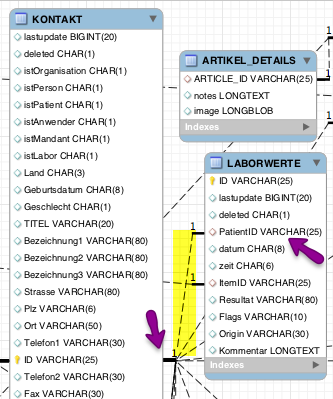 KONTAKT
lastupdate BIGINT(20)
deleted CHAR(1)
istOrganisation CHAR(1)
istPerson CHAR(1)
istPatient CHAR(1)
istAnwender CHAR(1)
istMandant CHAR(1)
istLabor CHAR(1)
Land CHAR(3)
Geburtsdatum CHAR(8)
Geschlecht CHAR(1)
TITEL VARCHAR(20)
Bezeichnung1 VARCHAR(80)
Bezeichnung2 VARCHAR(80)
Bezeichnung3 VARCHAR(80)
Strasse VARCHAR(80)
Plz VARCHAR(6)
Ort VARCHAR(50)
Telefon1 VARCHAR(30)
ID VARCHAR(25)
Telefon2 VARCHAR(30)
Fax VARCHAR(30)
1
ARTIKEL_DETAILS
ARTICLE_ID VARCHAR(25)
notes LONGTEXT
image LONGBLOB
Indexes
1
1
1
LABORWERTE
ID VARCHAR(25)
lastupdate BIGINT(20)
deleted CHAR(1)
PatientID VARCHAR(25)
datum CHAR(8)
zeit CHAR(6)
ItemID VARCHAR(25)
Resultat VARCHAR(80)
Flags VARCHAR(10)
Origin VARCHAR(30)
Kommentar LONGTEXT
Indexes
1
1